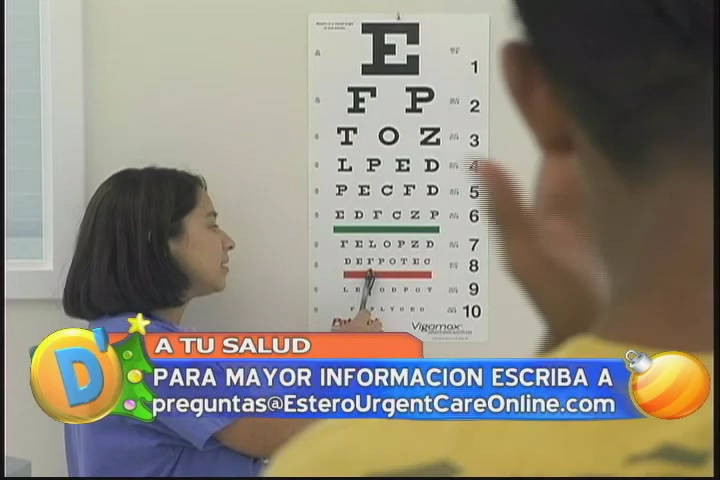 E
1
F P
2
T O Z
3
L P E D
4
P E C F D
5
E D F C Z P
6
F E L O P Z D
7
D E F P O T E C
8
9
10
Vigamox
D'
A TU SALUD
PARA MAYOR INFORMACION ESCRIBA A
preguntas@EsteroUrgentCareOnline.com